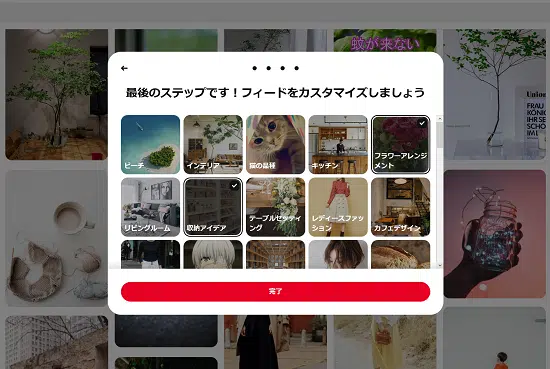 蚊が来ない
最後のステップです!フィードをカスタマイズしましょう
ビーチ
インテリア
猫の品種
キッチン
フラワーアレンジ
メント
リビングルーム
収納アイデア
テーブルセッティ
ング
レディースファッ
ション
カフェデザイン
完了
Union
FRAU
KÖNI
IHR SE
SCHÖ